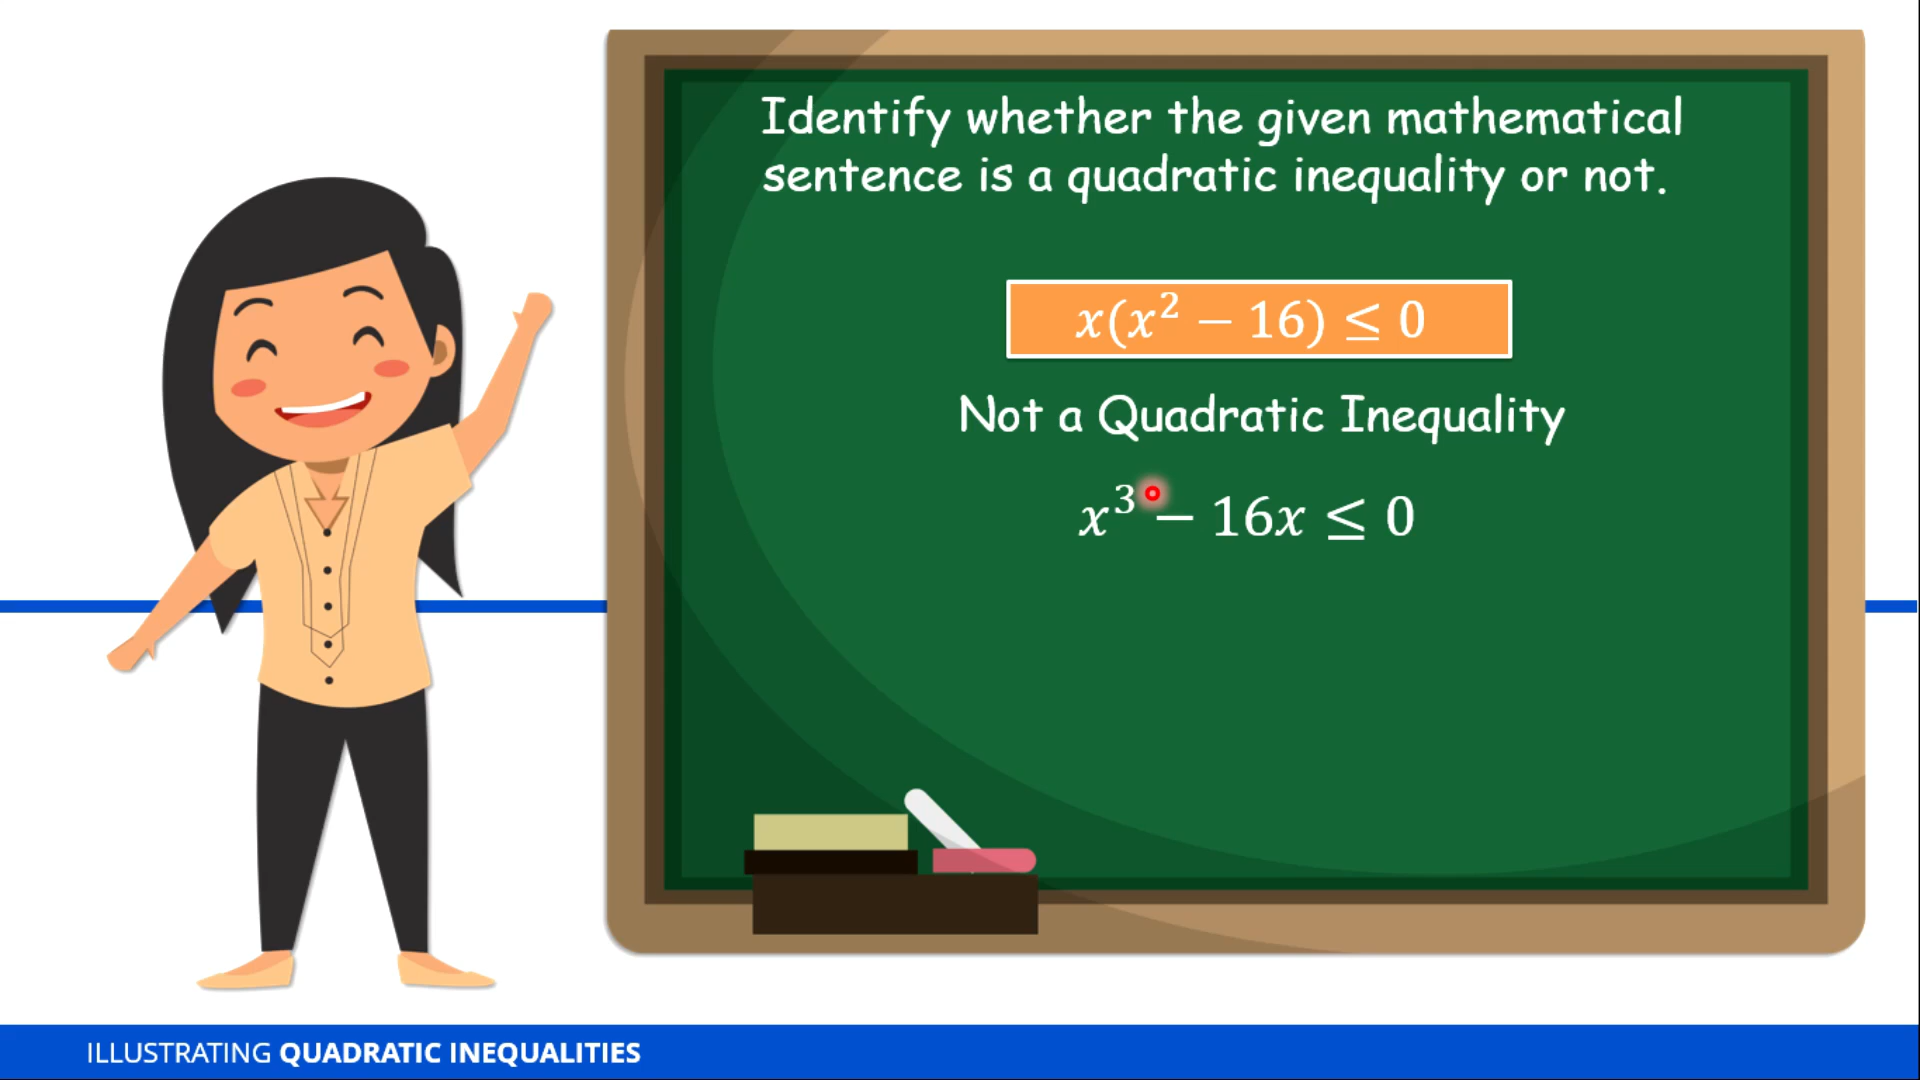 Identify whether the given mathematical
sentence is a quadratic inequality or not.
x(x² − 16) ≤ 0
Not a Quadratic Inequality
x³ − 16x ≤ 0
ILLUSTRATING QUADRATIC INEQUALITIES